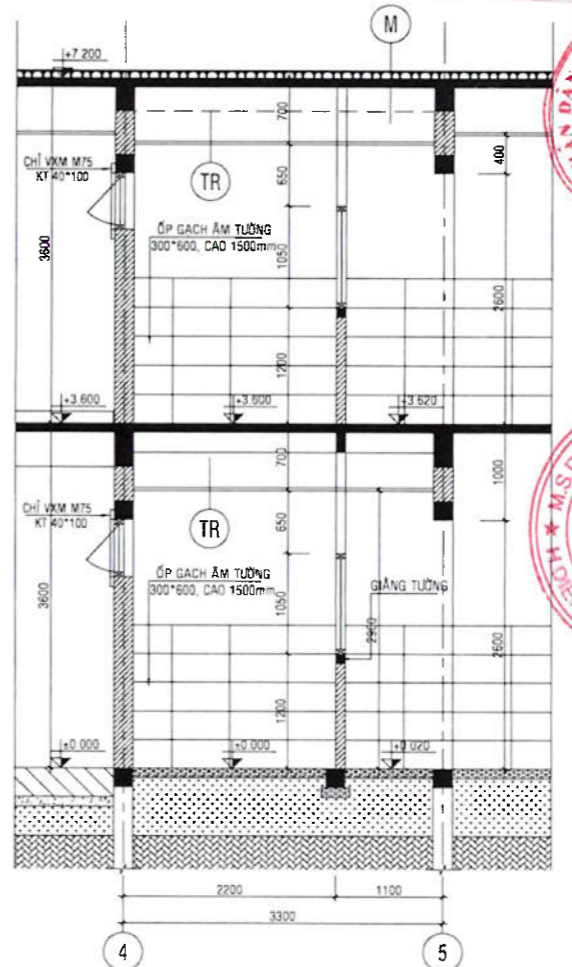 M
+7 200
700
CHỈ VXM M75
KT 40*100
TR
650
400
ỐP GẠCH ÂM TƯỜNG
300*600, CAO 1500mm
3600
1050
2600
1200
+3.600
+3.600
+3 620
700
1000
CHỈ VXM M75
KT 40*100
TR
650
ỐP GẠCH ÂM TƯỜNG
300*600, CAO 1500mm
GIẰNG TƯỜNG
3600
1050
2900
2600
1200
±0.000
±0.000
±0 020
2200
1100
3300
4
5
M.S.D